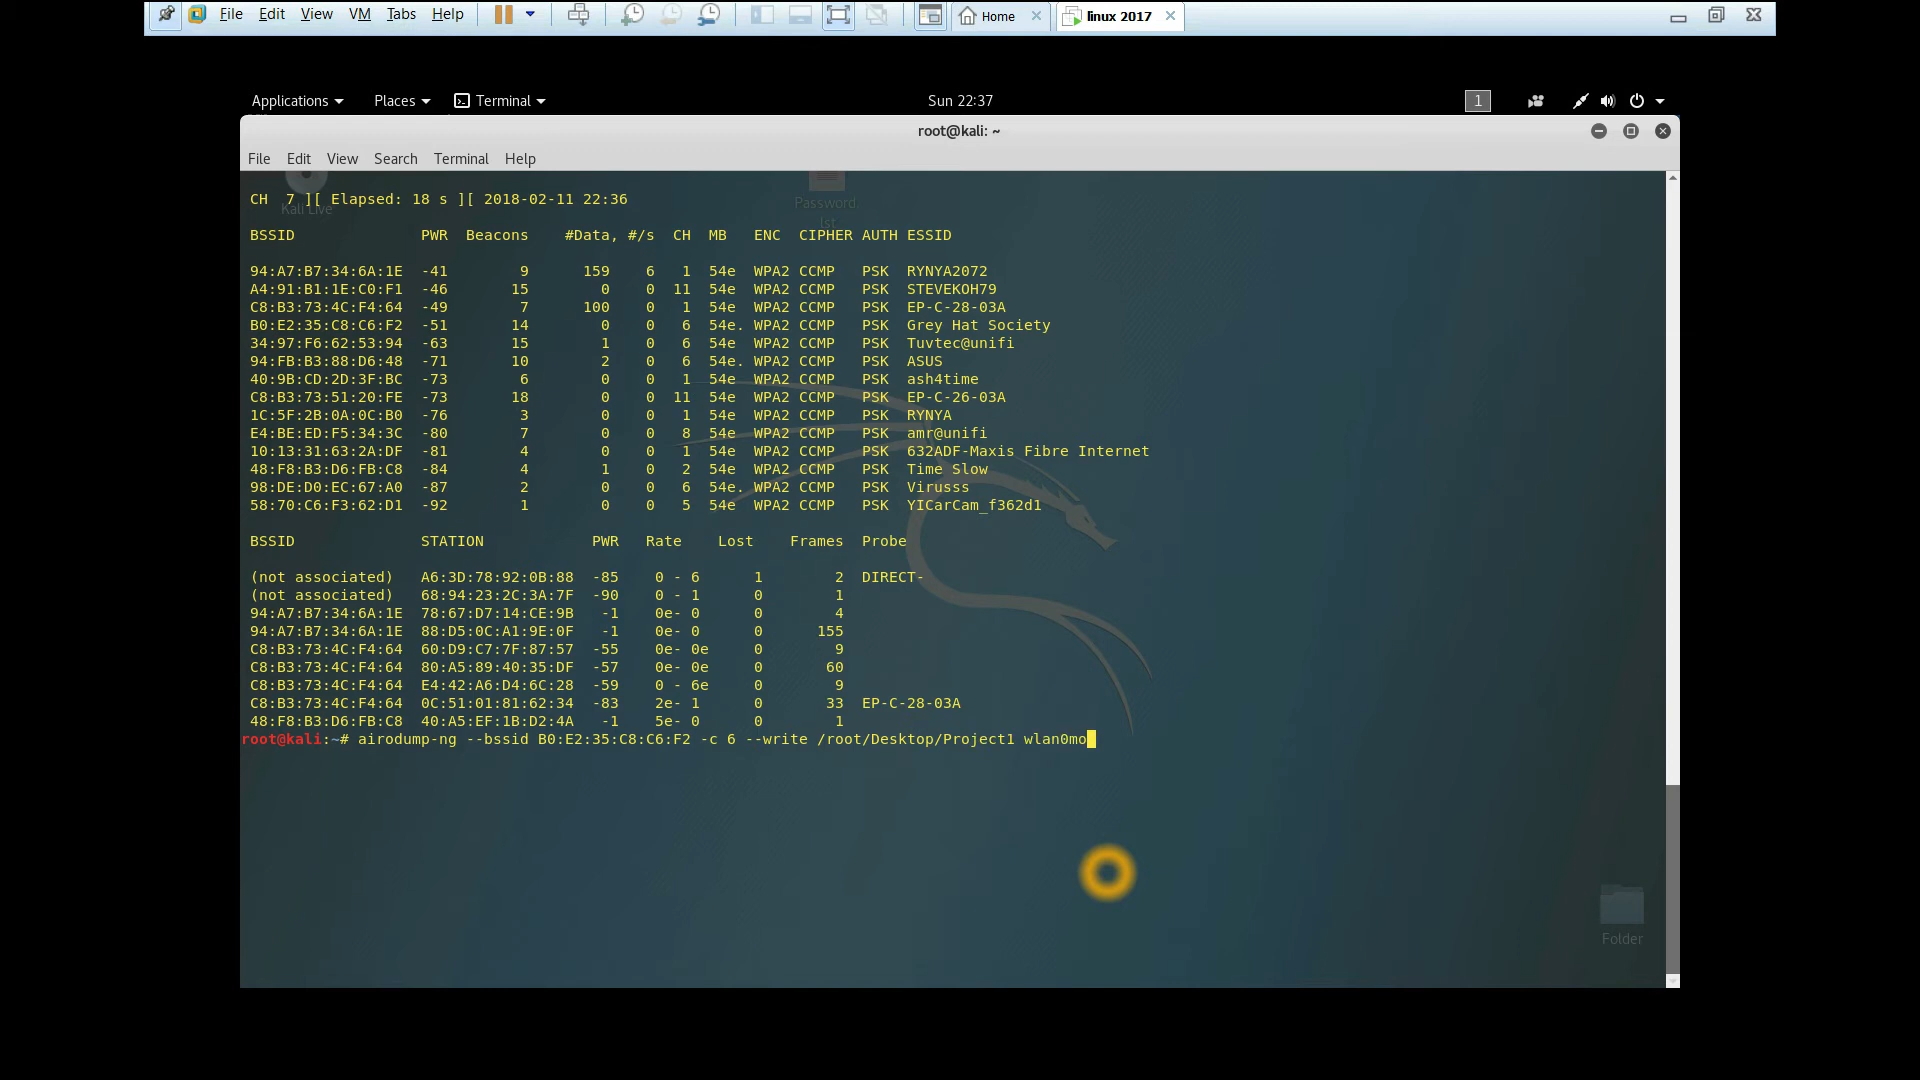 File Edit View VM Tabs Help Home linux 2017
Applications Places Terminal Sun 22:37 1
root@kali: ~
File Edit View Search Terminal Help
CH 7 ][ Elapsed: 18 s ][ 2018-02-11 22:36
Kali Live Password
lst
BSSID PWR Beacons #Data, #/s CH MB ENC CIPHER AUTH ESSID
94:A7:B7:34:6A:1E -41 9 159 6 1 54e WPA2 CCMP PSK RYNYA2072
A4:91:B1:1E:C0:F1 -46 15 0 0 11 54e WPA2 CCMP PSK STEVEKOH79
C8:B3:73:4C:F4:64 -49 7 100 0 1 54e WPA2 CCMP PSK EP-C-28-03A
B0:E2:35:C8:C6:F2 -51 14 0 0 6 54e. WPA2 CCMP PSK Grey Hat Society
34:97:F6:62:53:94 -63 15 1 0 6 54e WPA2 CCMP PSK Tuvtec@unifi
94:FB:B3:88:D6:48 -71 10 2 0 6 54e. WPA2 CCMP PSK ASUS
40:9B:CD:2D:3F:BC -73 6 0 0 1 54e WPA2 CCMP PSK ash4time
C8:B3:73:51:20:FE -73 18 0 0 11 54e WPA2 CCMP PSK EP-C-26-03A
1C:5F:2B:0A:0C:B0 -76 3 0 0 1 54e WPA2 CCMP PSK RYNYA
E4:BE:ED:F5:34:3C -80 7 0 0 8 54e WPA2 CCMP PSK amr@unifi
10:13:31:63:2A:DF -81 4 0 0 1 54e WPA2 CCMP PSK 632ADF-Maxis Fibre Internet
48:F8:B3:D6:FB:C8 -84 4 1 0 2 54e WPA2 CCMP PSK Time Slow
98:DE:D0:EC:67:A0 -87 2 0 0 6 54e. WPA2 CCMP PSK Virusss
58:70:C6:F3:62:D1 -92 1 0 0 5 54e WPA2 CCMP PSK YICarCam_f362d1
BSSID STATION PWR Rate Lost Frames Probe
(not associated) A6:3D:78:92:0B:88 -85 0 - 6 1 2 DIRECT-
(not associated) 68:94:23:2C:3A:7F -90 0 - 1 0 1
94:A7:B7:34:6A:1E 78:67:D7:14:CE:9B -1 0e- 0 0 4
94:A7:B7:34:6A:1E 88:D5:0C:A1:9E:0F -1 0e- 0 0 155
C8:B3:73:4C:F4:64 60:D9:C7:7F:87:57 -55 0e- 0e 0 9
C8:B3:73:4C:F4:64 80:A5:89:40:35:DF -57 0e- 0e 0 60
C8:B3:73:4C:F4:64 E4:42:A6:D4:6C:28 -59 0 - 6e 0 9
C8:B3:73:4C:F4:64 0C:51:01:81:62:34 -83 2e- 1 0 33 EP-C-28-03A
48:F8:B3:D6:FB:C8 40:A5:EF:1B:D2:4A -1 5e- 0 0 1
root@kali:~# airodump-ng --bssid B0:E2:35:C8:C6:F2 -c 6 --write /root/Desktop/Project1 wlan0mo
Folder